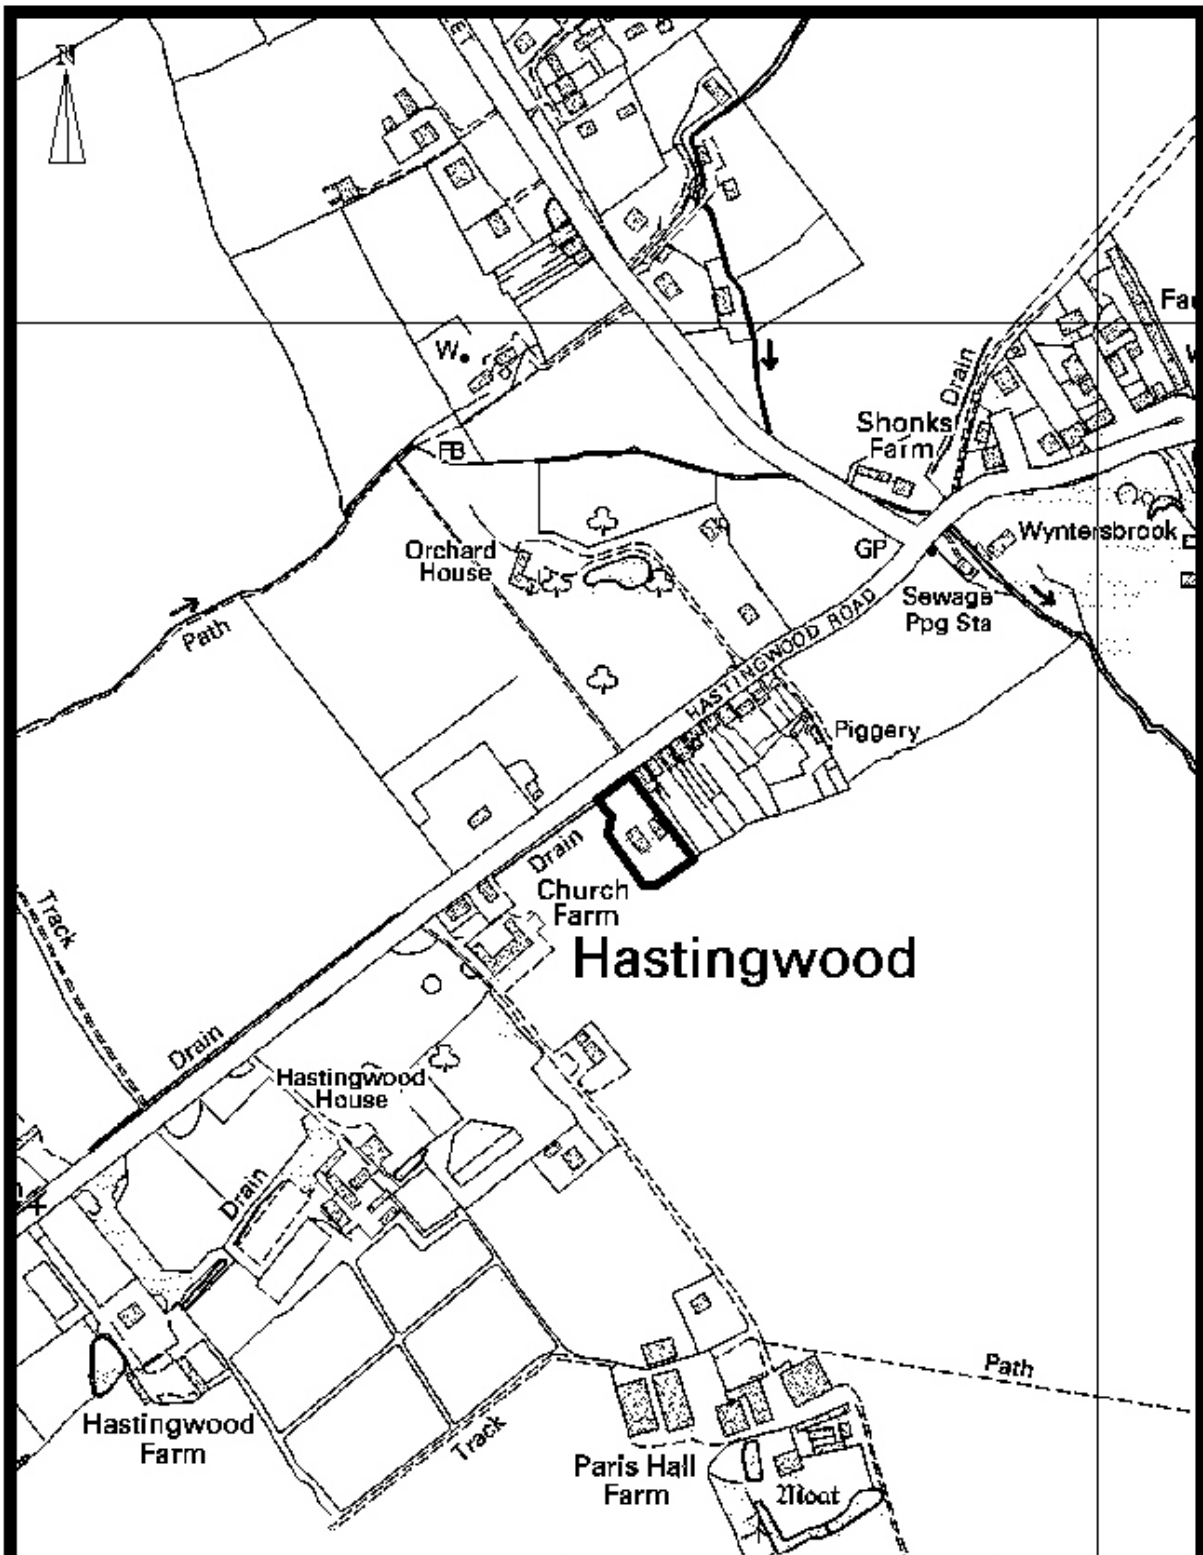 N
W
Fau
Drain
Shonks
Farm
FB
Orchard
House
GP
Wyntersbrook
Sewage
Ppg Sta
Path
HASTINGWOOD ROAD
Piggery
Drain
Church
Farm
Track
Hastingwood
Drain
Hastingwood
House
Drain
Hastingwood
Farm
Track
Paris Hall
Farm
Path
Moat